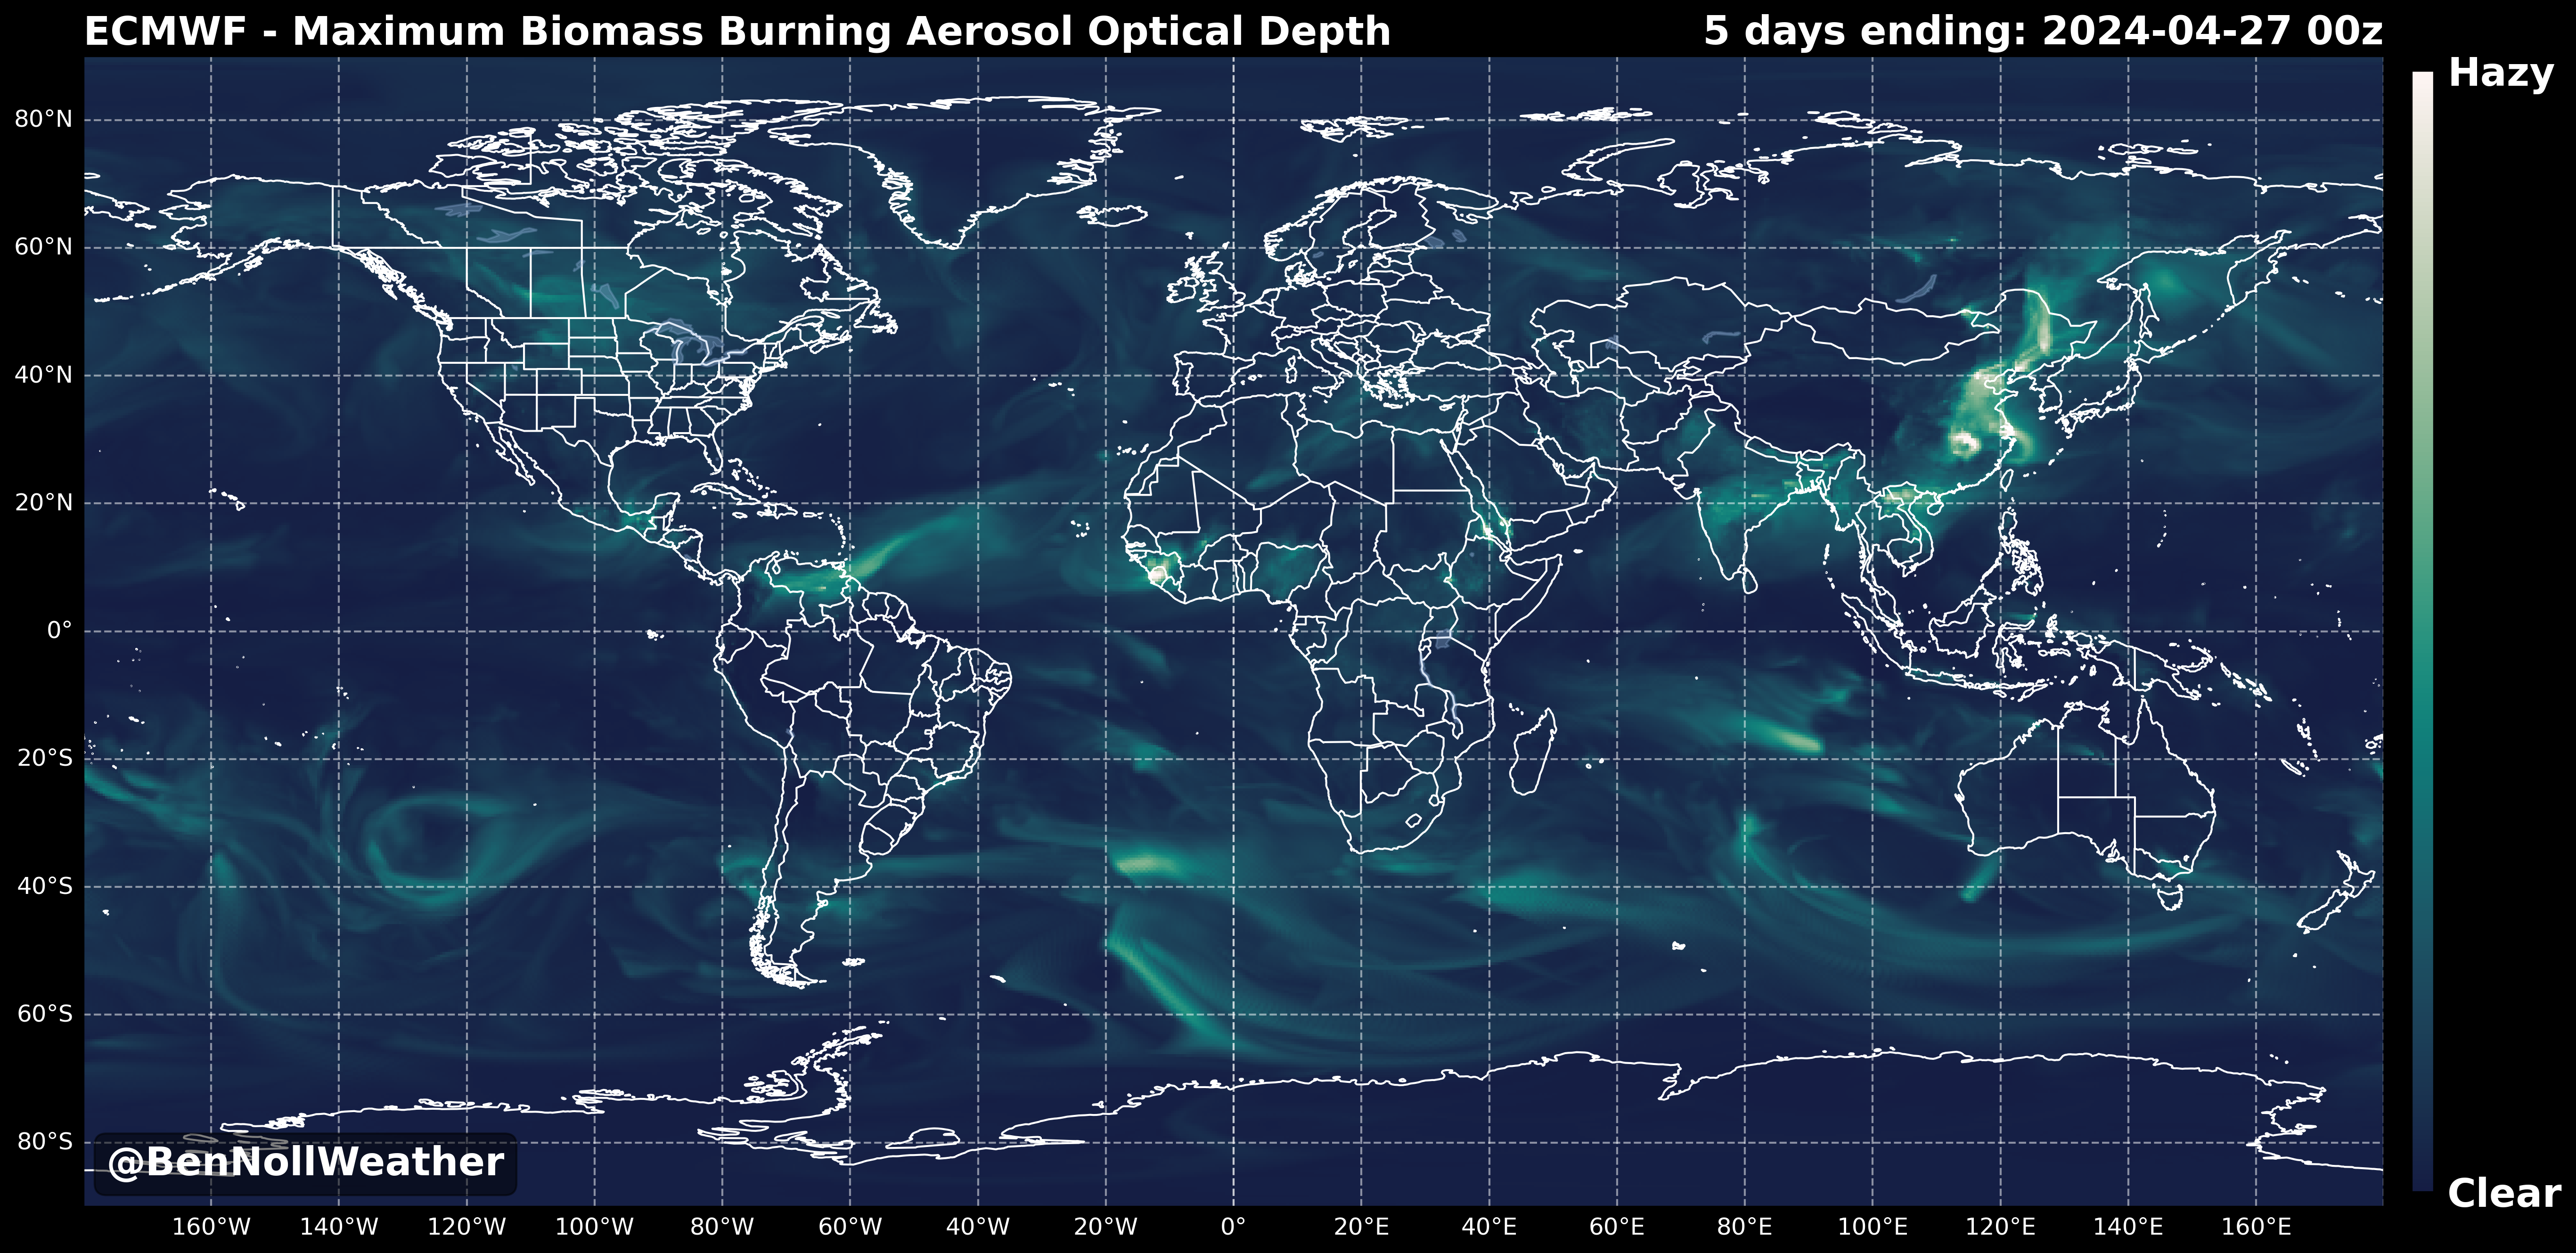 ECMWF - Maximum Biomass Burning Aerosol Optical Depth
5 days ending: 2024-04-27 00z
Hazy
80°N
60°N
40°N
20°N
0°
20°S
40°S
60°S
80°S
@BenNollWeather
Clear
160°W 140°W 120°W 100°W 80°W 60°W 40°W 20°W 0° 20°E 40°E 60°E 80°E 100°E 120°E 140°E 160°E